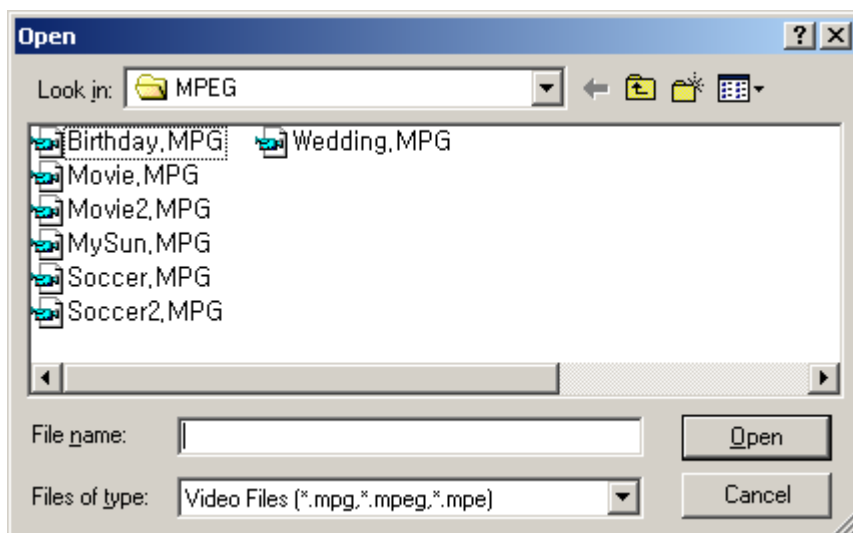 Open
Look in: MPEG
Birthday.MPG
Movie.MPG
Movie2.MPG
MySun.MPG
Soccer.MPG
Soccer2.MPG
Wedding.MPG
File name: Open
Files of type: Video Files (*.mpg,*.mpeg,*.mpe) Cancel